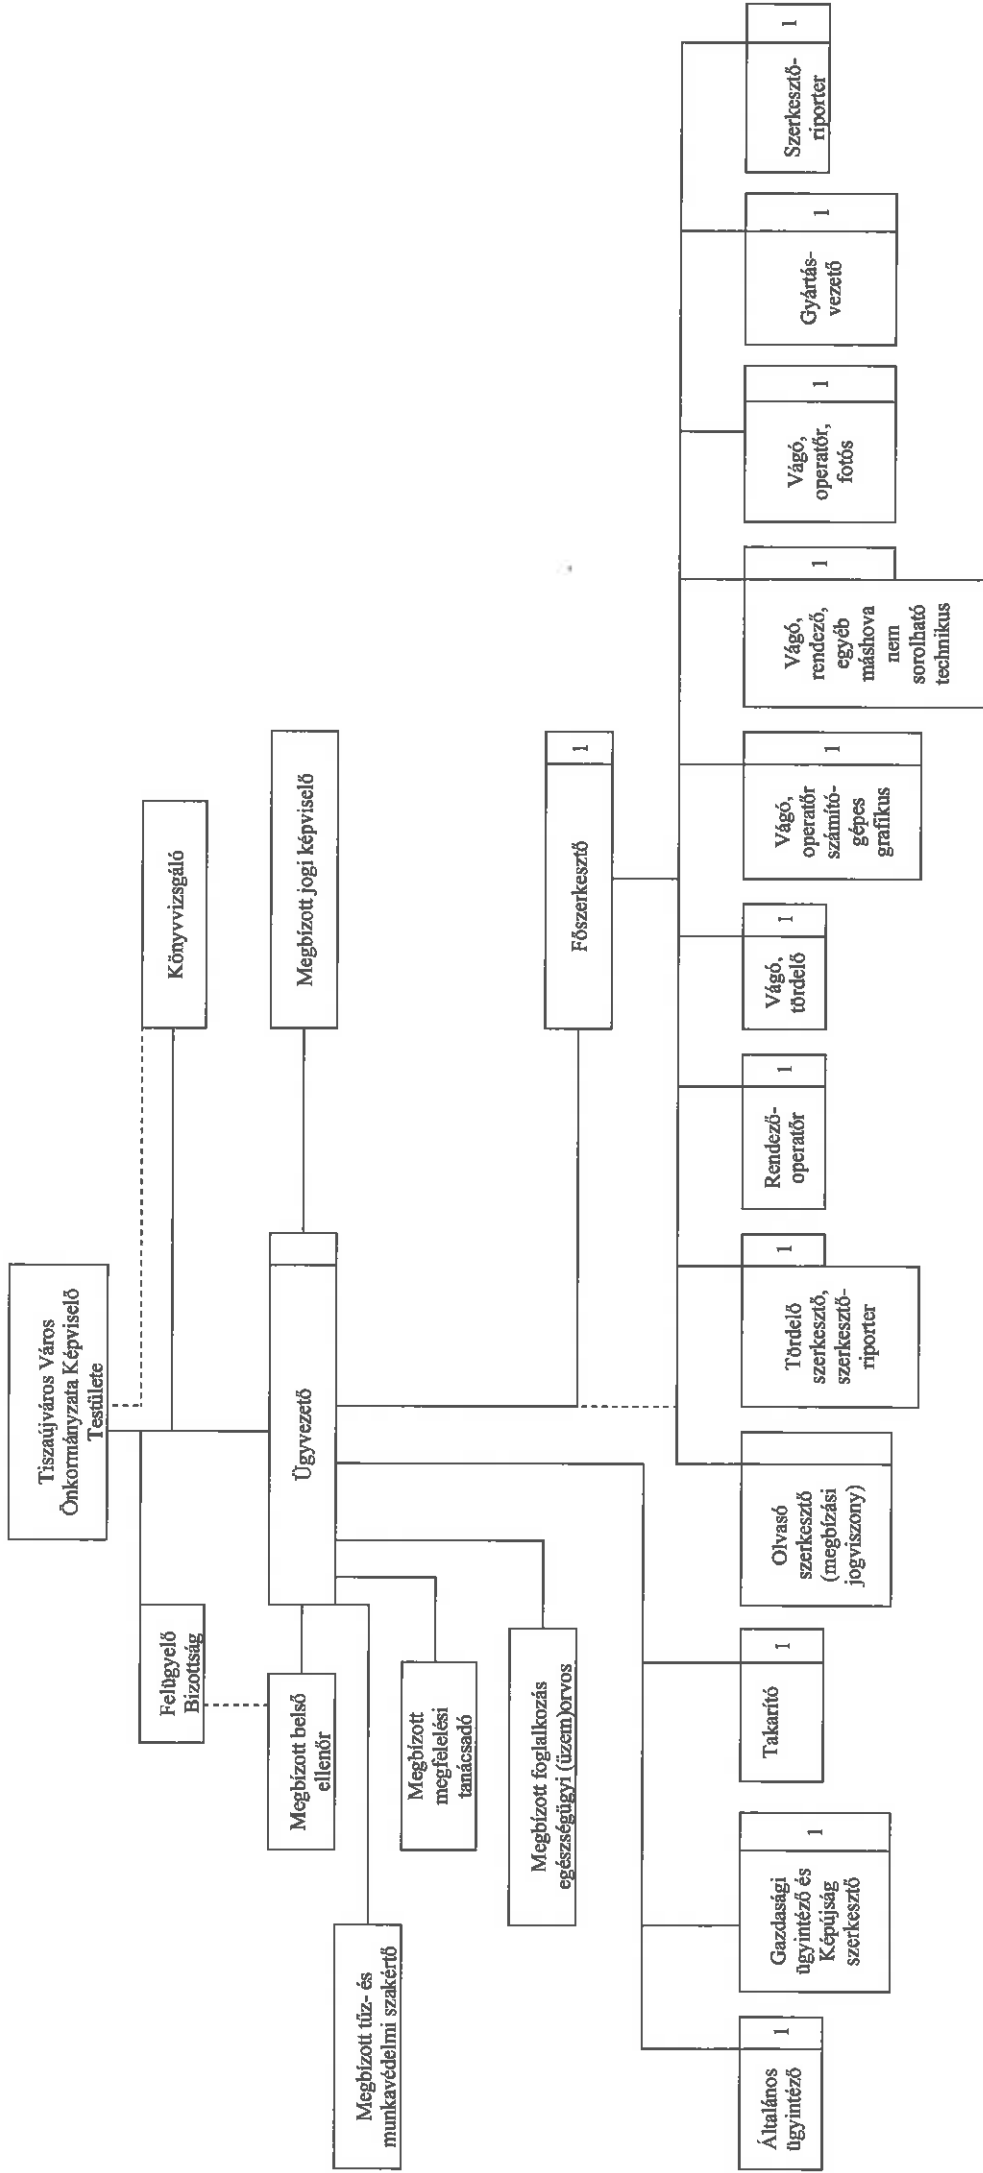 Tiszaújváros Város
Önkormányzata Képviselő
Testülete
Felügyelő
Bizottság
Könyvvizsgáló
Megbízott belső
ellenőr
Ügyvezető
Megbízott jogi képviselő
Megbízott tűz- és
munkavédelmi szakértő
Megbízott
megfelelési
tanácsadó
Megbízott foglalkozás
egészségügyi (üzem)orvos
Főszerkesztő
1
Általános
ügyintéző
1
Gazdasági
ügyintéző és
Képújság
szerkesztő
1
Takarító
1
Olvasó
szerkesztő
(megbízási
jogviszony)
Tördelő
szerkesztő,
szerkesztő-
riporter
1
Rendező-
operatőr
1
Vágó,
tördelő
1
Vágó,
operatőr
számító-
gépes
grafikus
1
Vágó,
rendező,
egyéb
máshova
nem
sorolható
technikus
1
Vágó,
operatőr,
fotós
1
Gyártás-
vezető
1
Szerkesztő-
riporter
1